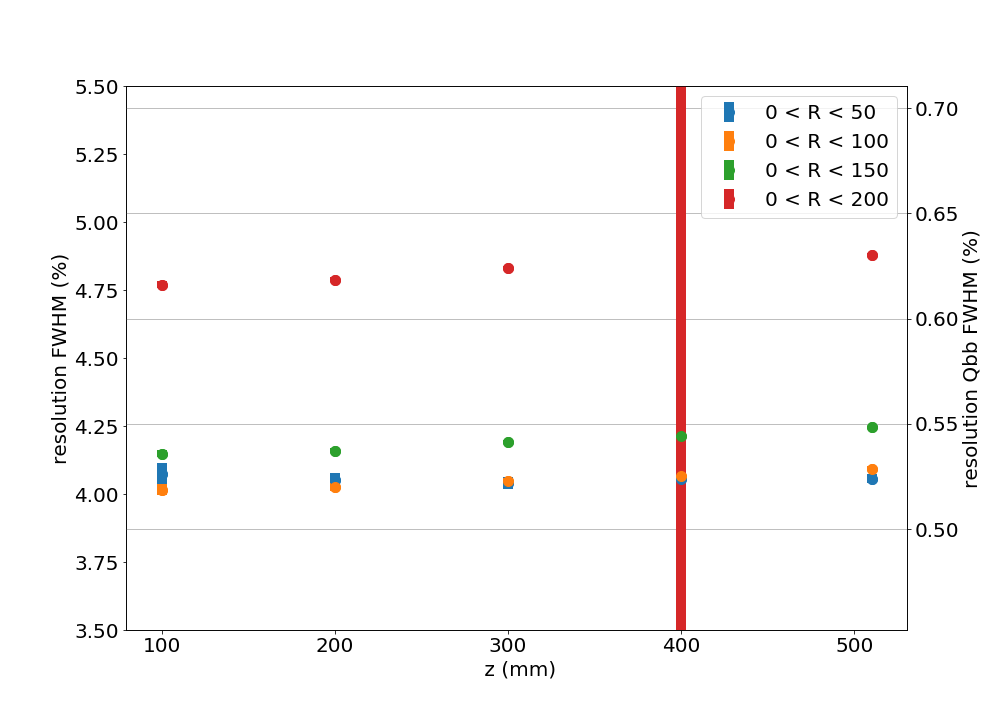 5.50
5.25
5.00
4.75
4.50
4.25
4.00
3.75
3.50
resolution FWHM (%)
0 < R < 50
0 < R < 100
0 < R < 150
0 < R < 200
0.70
0.65
0.60
0.55
0.50
resolution Qbb FWHM (%)
100 200 300 400 500
z (mm)